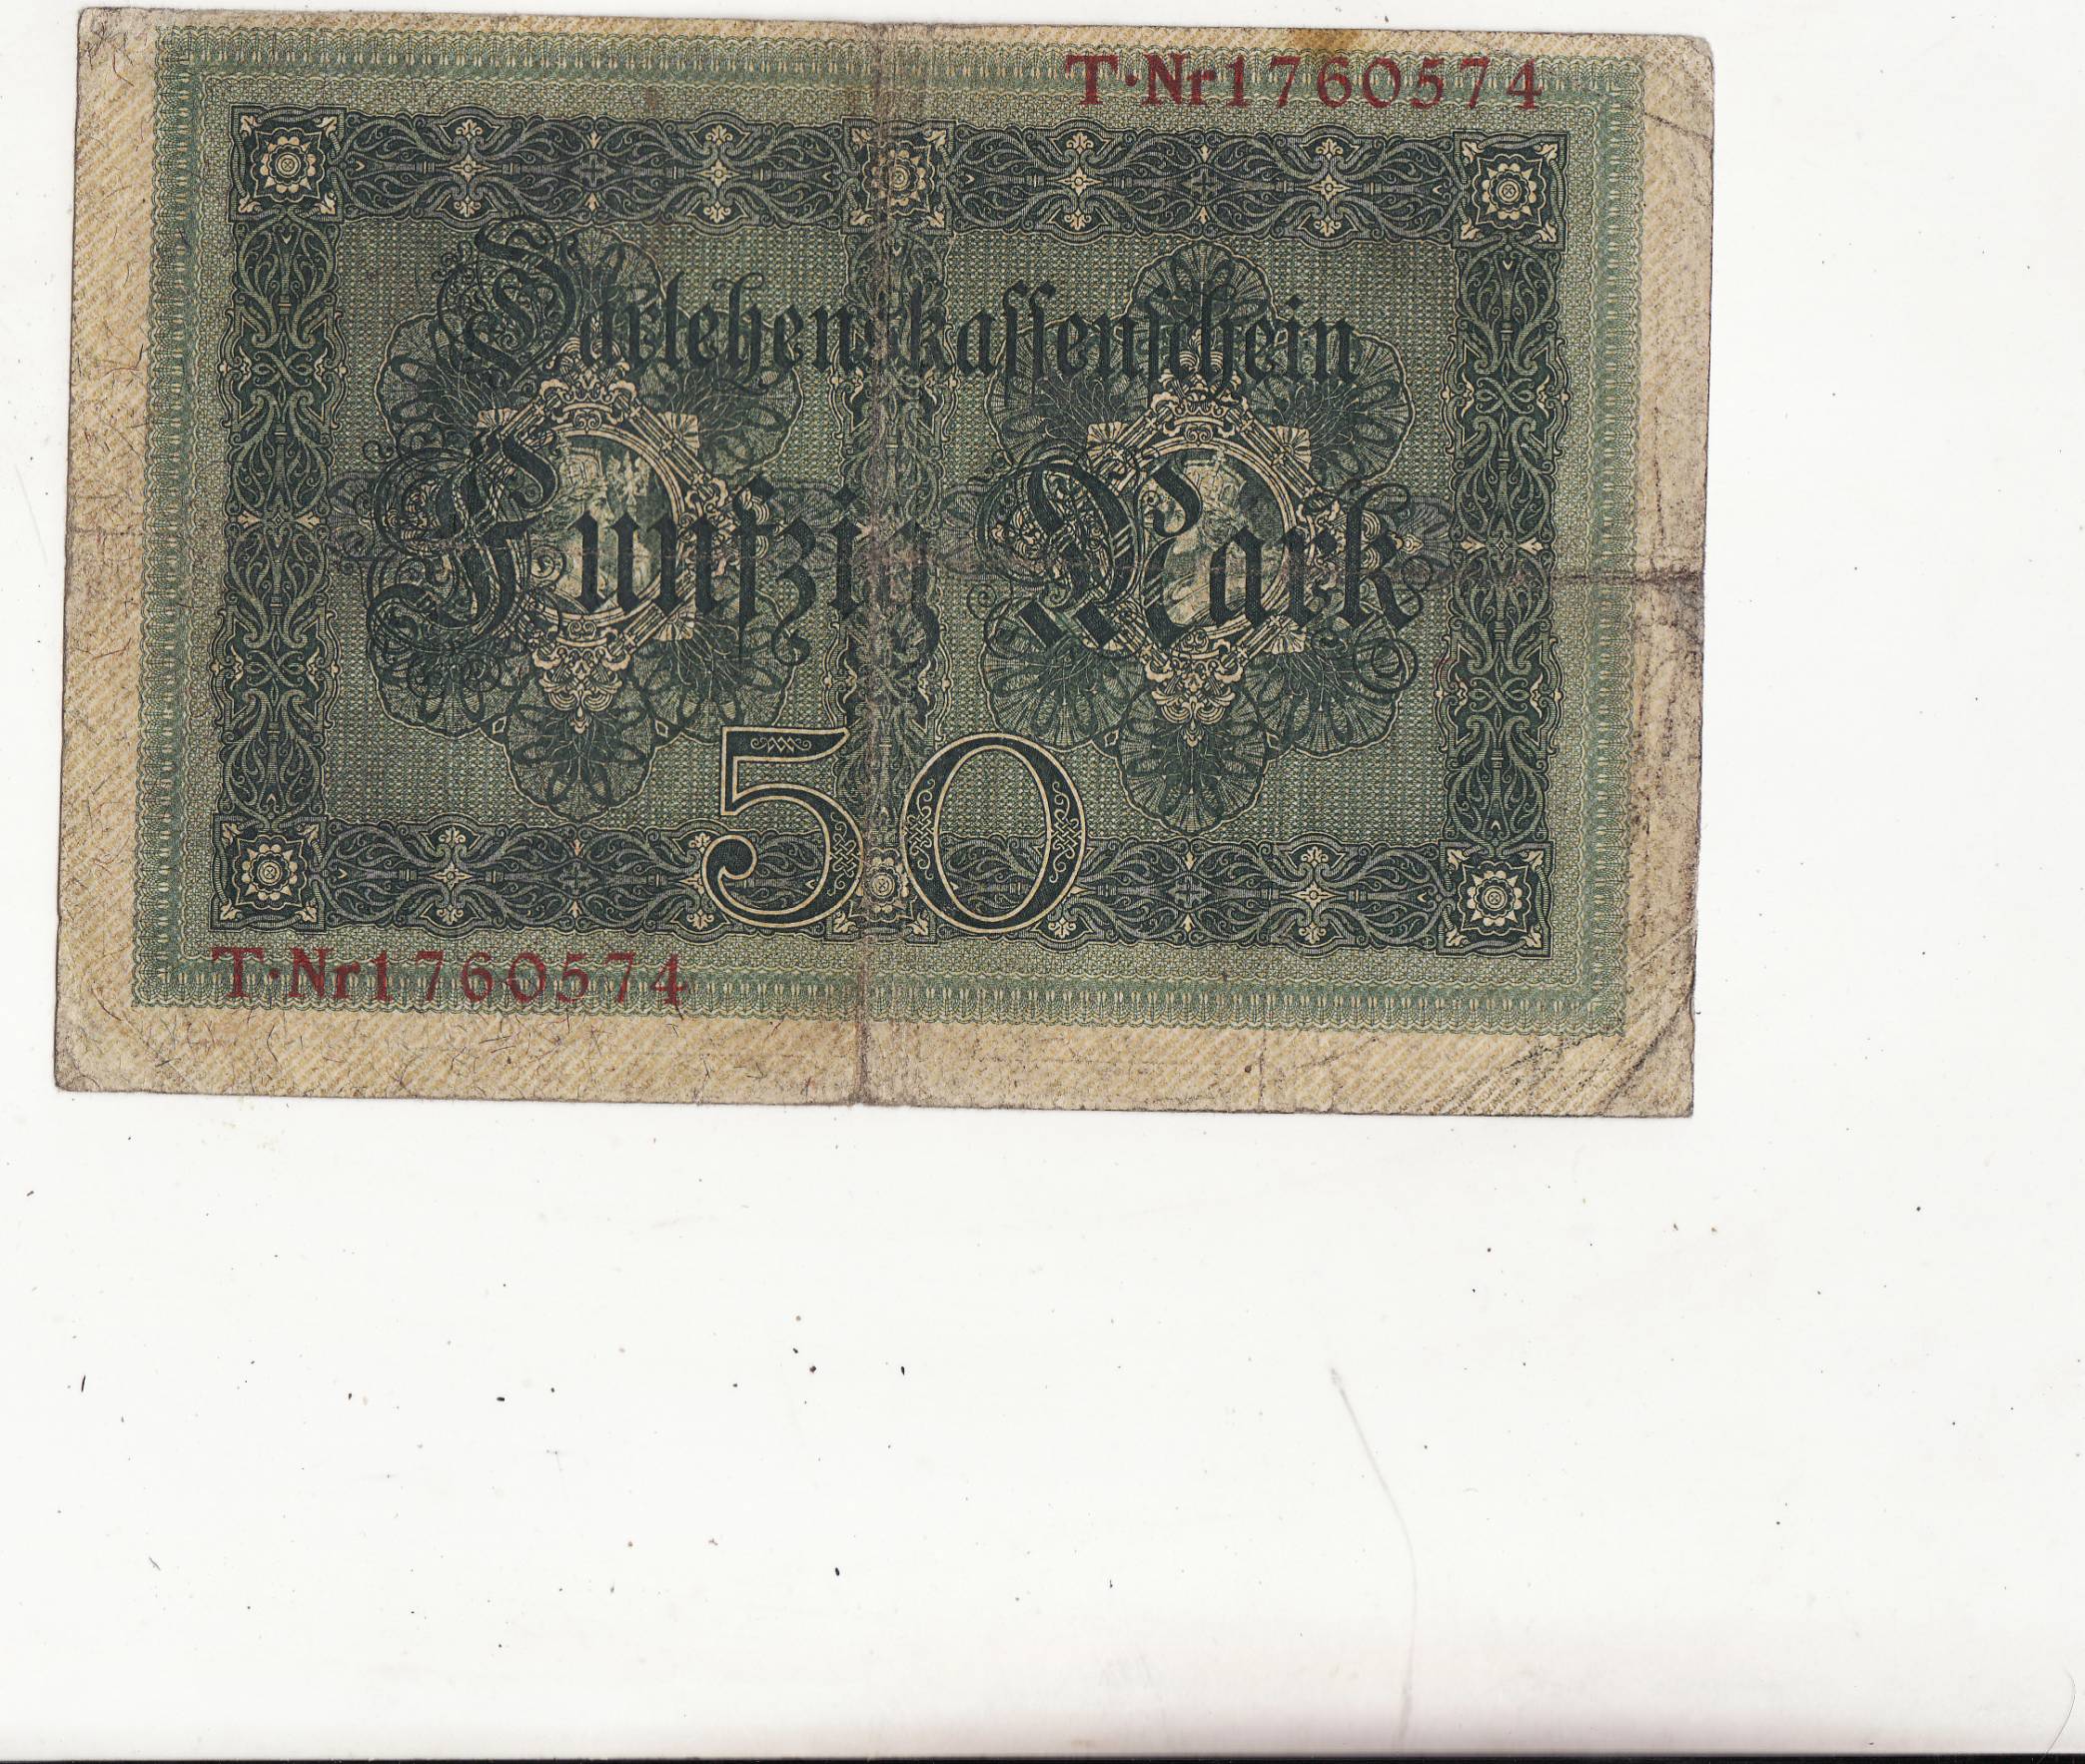 T·Nr1760574
Darlehenskassenschein
Fünfzig Mark
50
T·Nr1760574